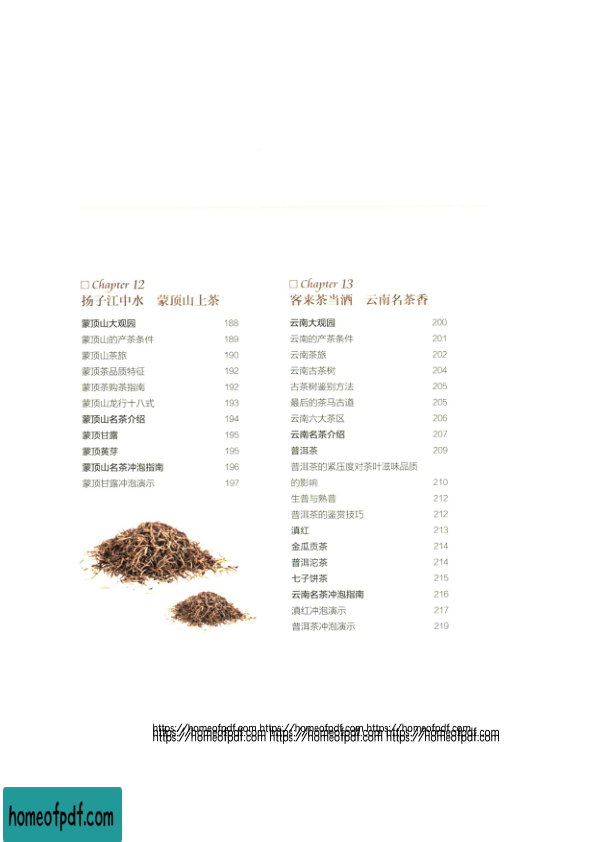 □ Chapter 12
扬子江中水 蒙顶山上茶
蒙顶山大观园 188
蒙顶山的产茶条件 189
蒙顶山茶旅 190
蒙顶茶品质特征 192
蒙顶茶购茶指南 192
蒙顶山龙行十八式 193
蒙顶山名茶介绍 194
蒙顶甘露 195
蒙顶黄芽 195
蒙顶山名茶冲泡指南 196
蒙顶甘露冲泡演示 197
□ Chapter 13
客来茶当酒 云南名茶香
云南大观园 200
云南的产茶条件 201
云南茶旅 202
云南古茶树 204
古茶树鉴别方法 205
最后的茶马古道 205
云南六大茶区 206
云南名茶介绍 207
普洱茶 209
普洱茶的紧压度对茶叶滋味品质
的影响 210
生普与熟普 212
普洱茶的鉴赏技巧 212
滇红 213
金瓜贡茶 214
普洱沱茶 214
七子饼茶 215
云南名茶冲泡指南 216
滇红冲泡演示 217
普洱茶冲泡演示 219
https://homeofpdf.com https://homeofpdf.com https://homeofpdf.com
https://homeofpdf.com https://homeofpdf.com https://homeofpdf.com
https://homeofpdf.com https://homeofpdf.com https://homeofpdf.com
homeofpdf.com